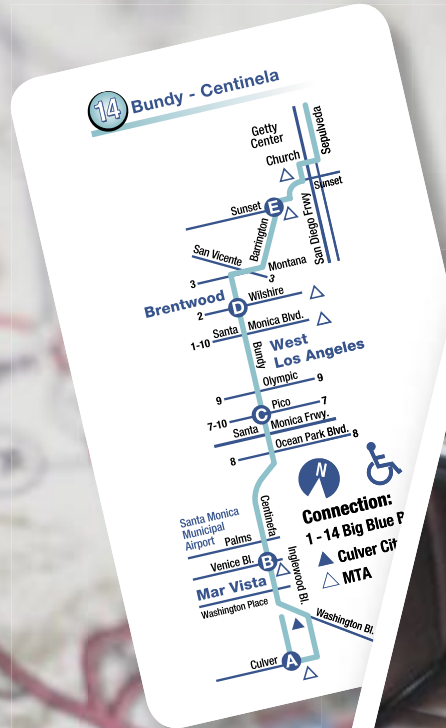 14 Bundy - Centinela
Getty
Center
Sepulveda
Church
Sunset
Sunset
E
San Diego Frwy
Barrington
San Vicente
Montana
3
3
Brentwood
Wilshire
D
2
Santa Monica Blvd.
1-10
Bundy
West
Los Angeles
Olympic
9
9
Pico
7
C
7-10
Santa Monica Frwy.
Ocean Park Blvd.
8
8
N
Centinela
Connection:
1 - 14 Big Blue
Culver
MTA
Santa Monica
Municipal
Airport
Palms
Venice Bl.
B
Inglewood Bl.
Mar Vista
Washington Place
Washington Bl.
Culver
A